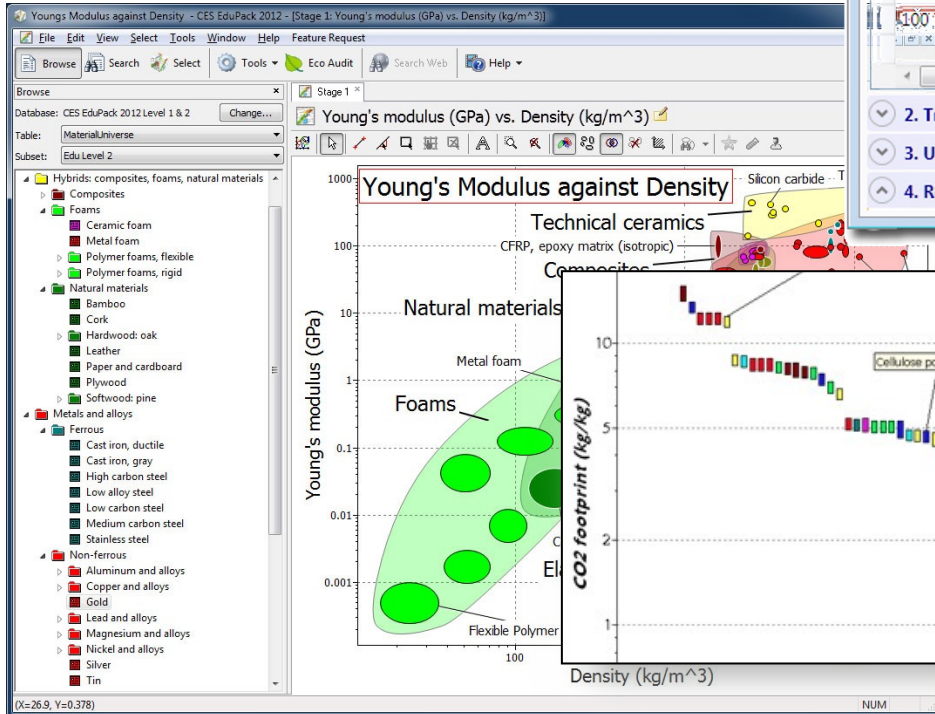 Youngs Modulus against Density - CES EduPack 2012 - [Stage 1: Young's modulus (GPa) vs. Density (kg/m^3)]
File Edit View Select Tools Window Help Feature Request
Browse Search Select Tools Eco Audit Search Web Help
Browse
Database: CES EduPack 2012 Level 1 & 2 Change...
Table: MaterialUniverse
Subset: Edu Level 2
Hybrids: composites, foams, natural materials
Composites
Foams
Ceramic foam
Metal foam
Polymer foams, flexible
Polymer foams, rigid
Natural materials
Bamboo
Cork
Hardwood: oak
Leather
Paper and cardboard
Plywood
Softwood: pine
Metals and alloys
Ferrous
Cast iron, ductile
Cast iron, gray
High carbon steel
Low alloy steel
Low carbon steel
Medium carbon steel
Stainless steel
Non-ferrous
Aluminum and alloys
Copper and alloys
Gold
Lead and alloys
Magnesium and alloys
Nickel and alloys
Silver
Tin
(X=26.9, Y=0.378)
Stage 1
Young's modulus (GPa) vs. Density (kg/m^3)
Young's Modulus against Density
Silicon carbide
Technical ceramics
CFRP, epoxy matrix (isotropic)
Composites
Natural materials
Metal foam
Foams
Flexible Polymer
Young's modulus (GPa)
1000
100
10
1
0.1
0.01
0.001
100
Density (kg/m^3)
NUM
100
2. T
3. U
4. R
CO2 footprint (kg/kg)
10
5
2
1
Cellulose po